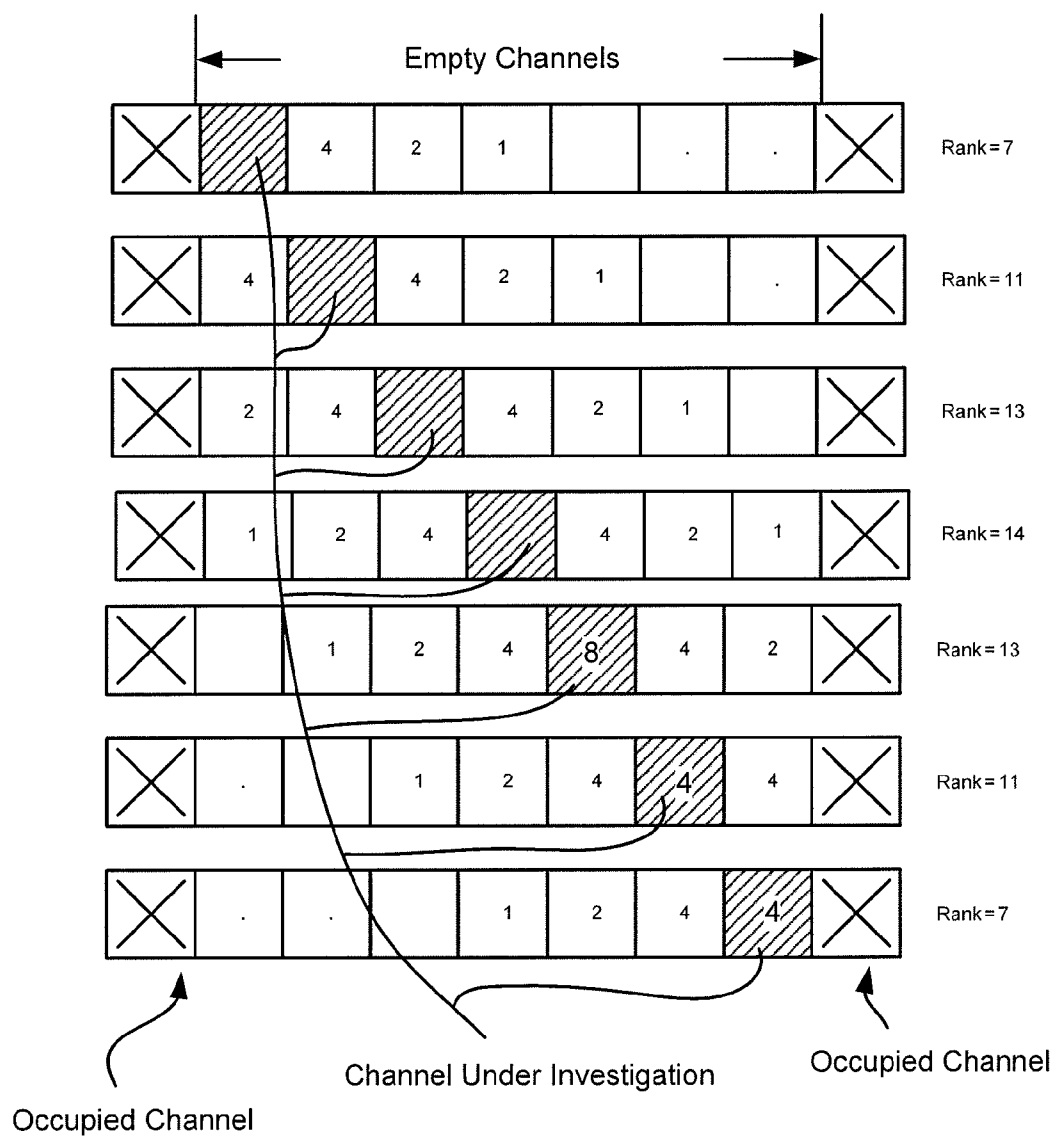 Empty Channels
4 2 1 . . Rank=7
4 4 2 1 . Rank=11
2 4 4 2 1 Rank=13
1 2 4 4 2 1 Rank=14
1 2 4 8 4 2 Rank=13
. 1 2 4 4 4 Rank=11
. . 1 2 4 4 Rank=7
Occupied Channel
Channel Under Investigation
Occupied Channel